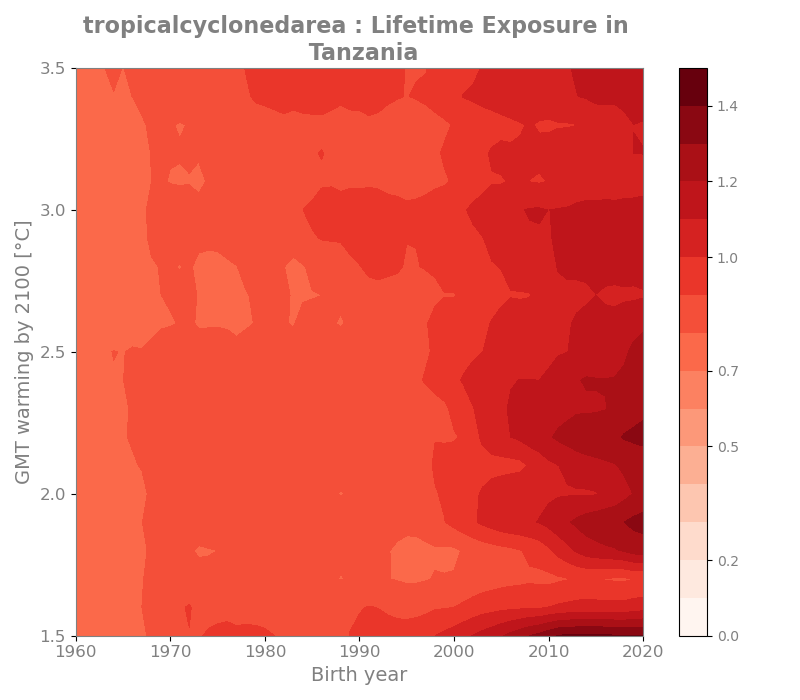 tropicalcyclonedarea : Lifetime Exposure in
Tanzania
3.5
3.0
2.5
2.0
1.5
GMT warming by 2100 [°C]
1960 1970 1980 1990 2000 2010 2020
Birth year
1.4
1.2
1.0
0.7
0.5
0.2
0.0